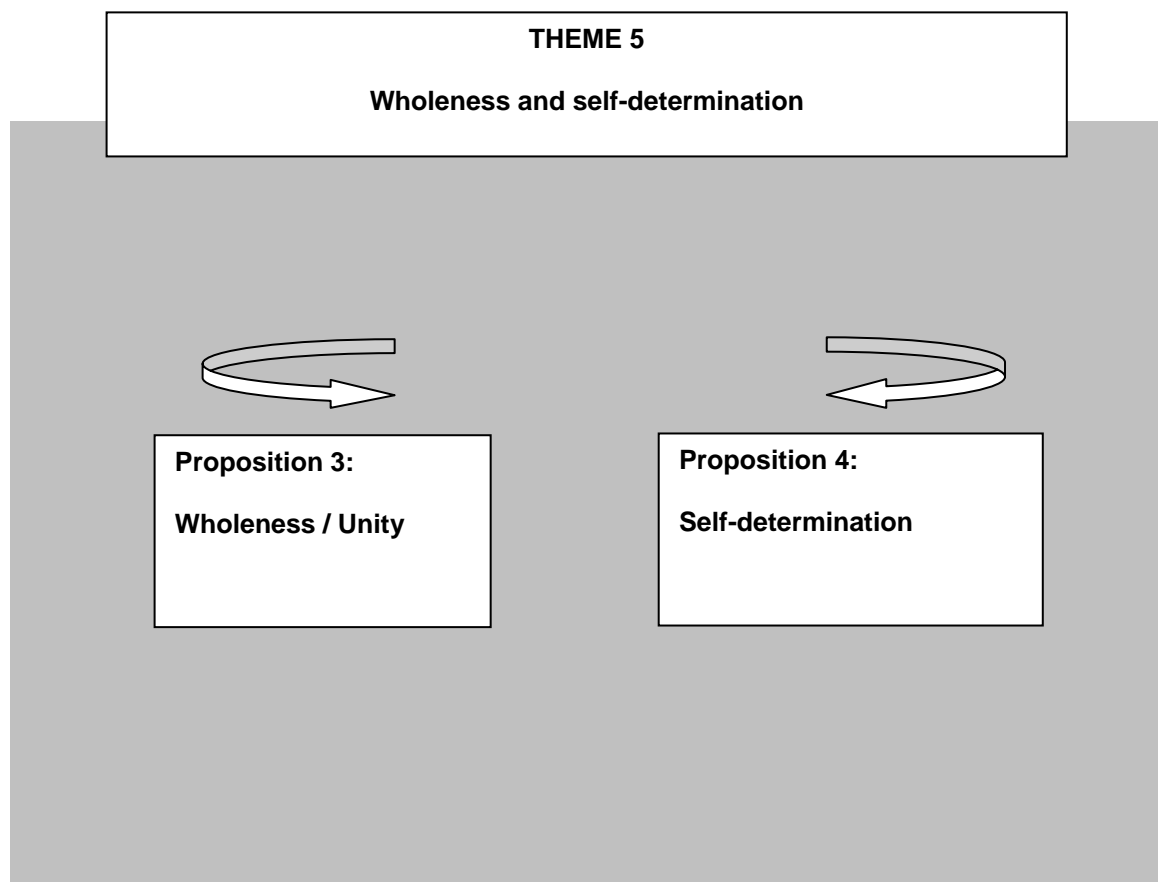 THEME 5
Wholeness and self-determination
Proposition 3:
Wholeness / Unity
Proposition 4:
Self-determination